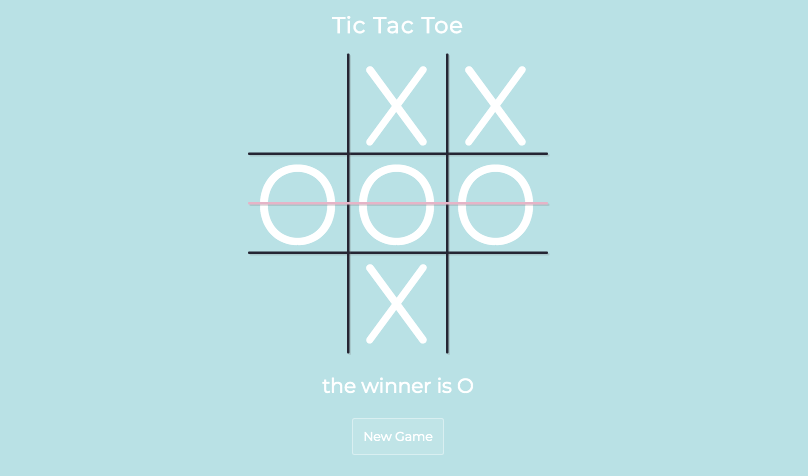 Tic Tac Toe
X X
O O O
X
the winner is O
New Game